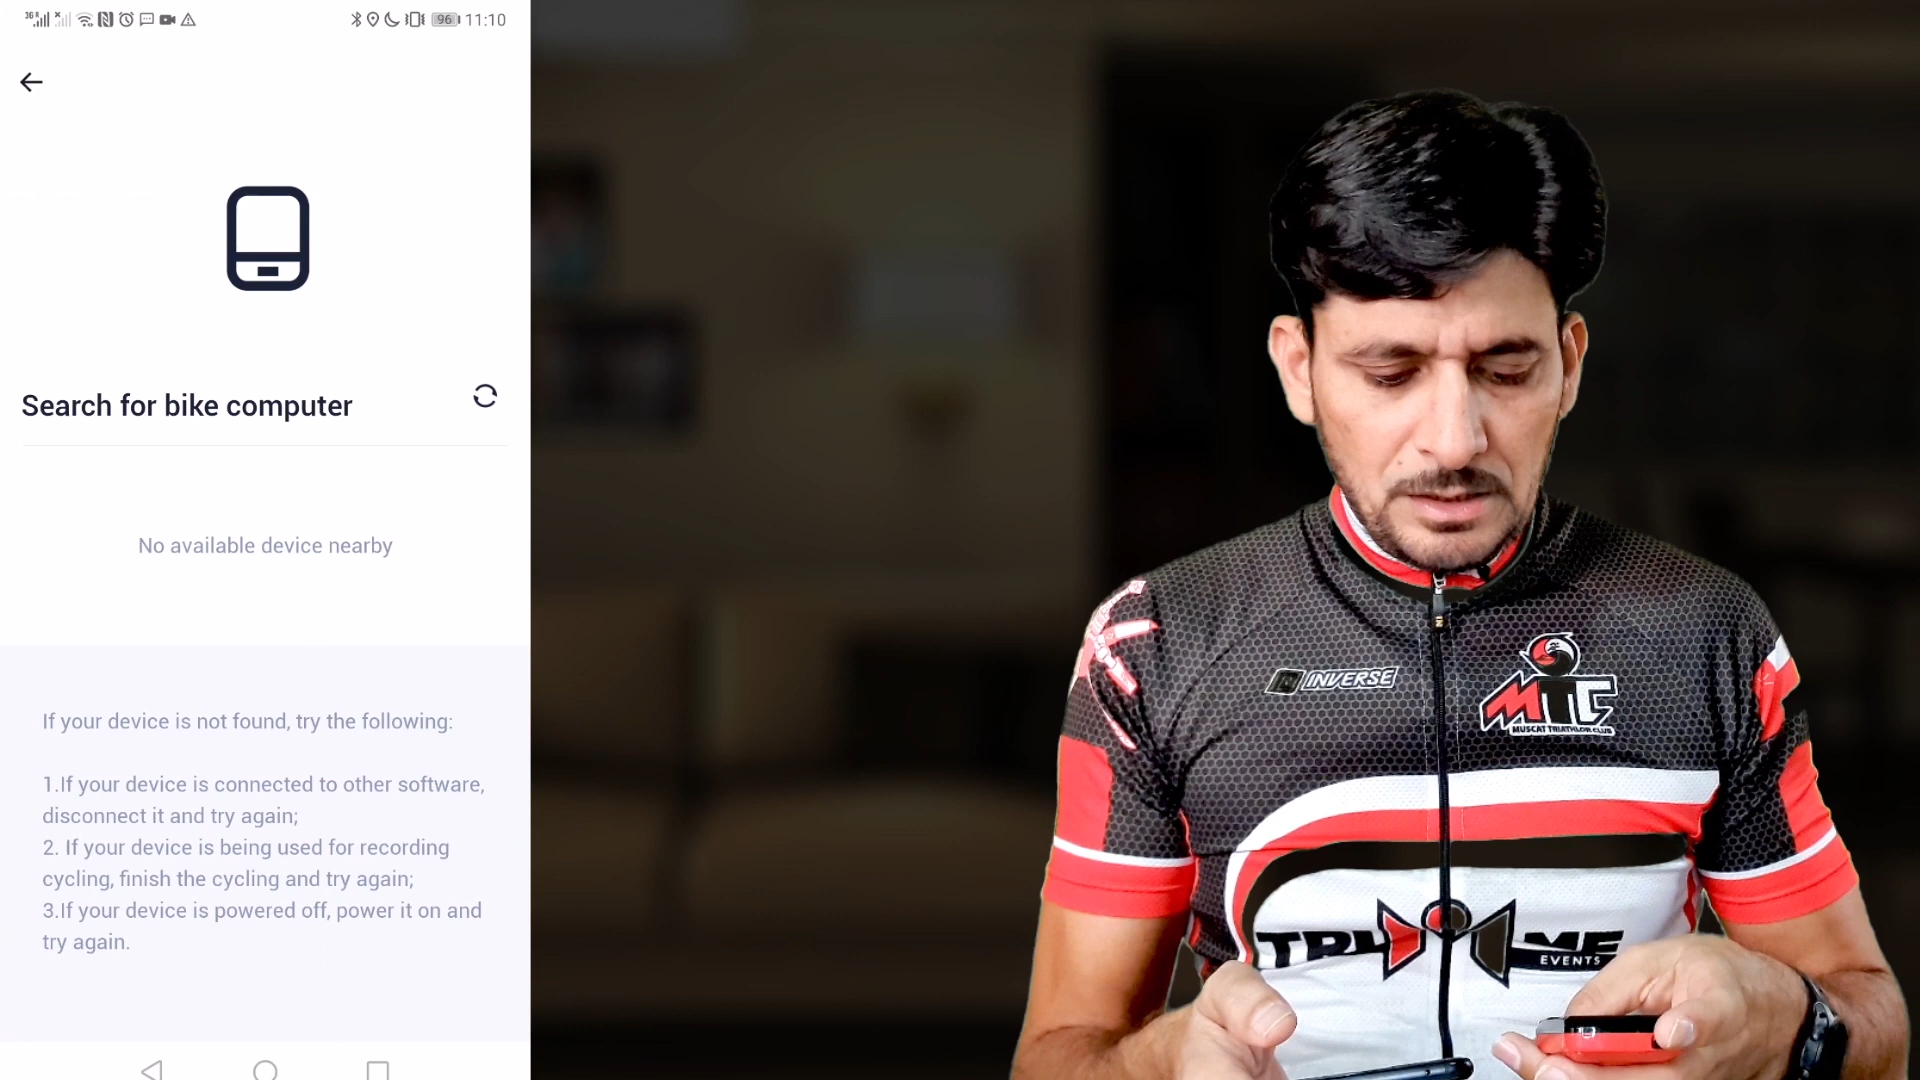 3G R 96 11:10
Search for bike computer
No available device nearby
If your device is not found, try the following:
1.If your device is connected to other software,
disconnect it and try again;
2. If your device is being used for recording
cycling, finish the cycling and try again;
3.If your device is powered off, power it on and
try again.
INVERSE
MTC
MUSCAT TRIATHLON CLUB
EVENTS